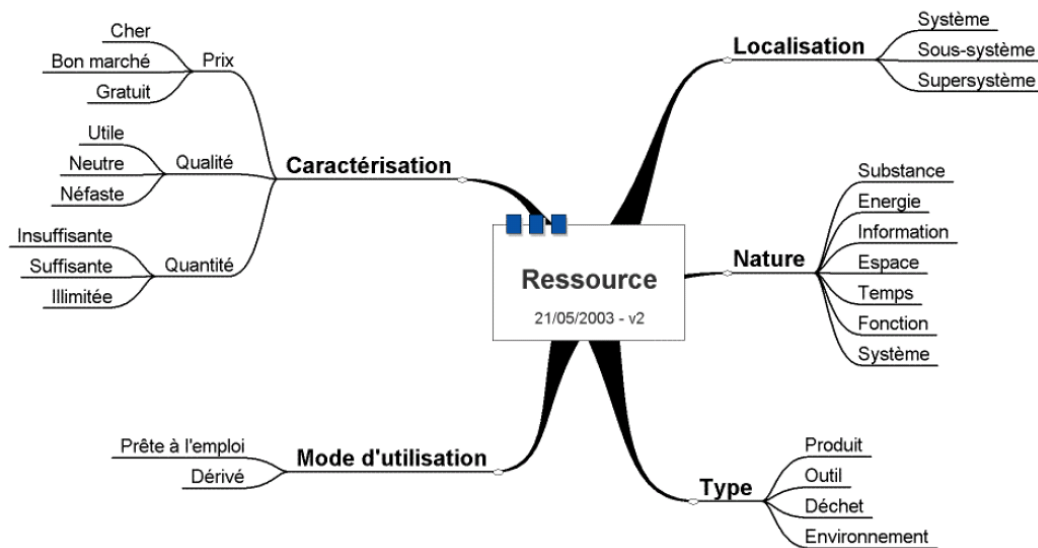 Ressource
21/05/2003 - v2
Localisation
Système
Sous-système
Supersystème
Nature
Substance
Energie
Information
Espace
Temps
Fonction
Système
Type
Produit
Outil
Déchet
Environnement
Mode d'utilisation
Prête à l'emploi
Dérivé
Caractérisation
Prix
Cher
Bon marché
Gratuit
Qualité
Utile
Neutre
Néfaste
Quantité
Insuffisante
Suffisante
Illimitée